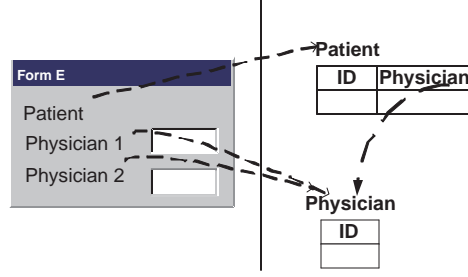 Form E
Patient
Physician 1
Physician 2
Patient
ID Physician
Physician
ID